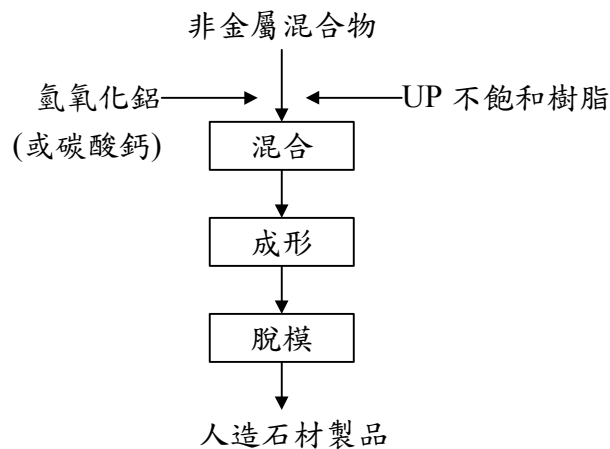 非金屬混合物
氫氧化鋁
(或碳酸鈣)
UP 不飽和樹脂
混合
成形
脫模
人造石材製品